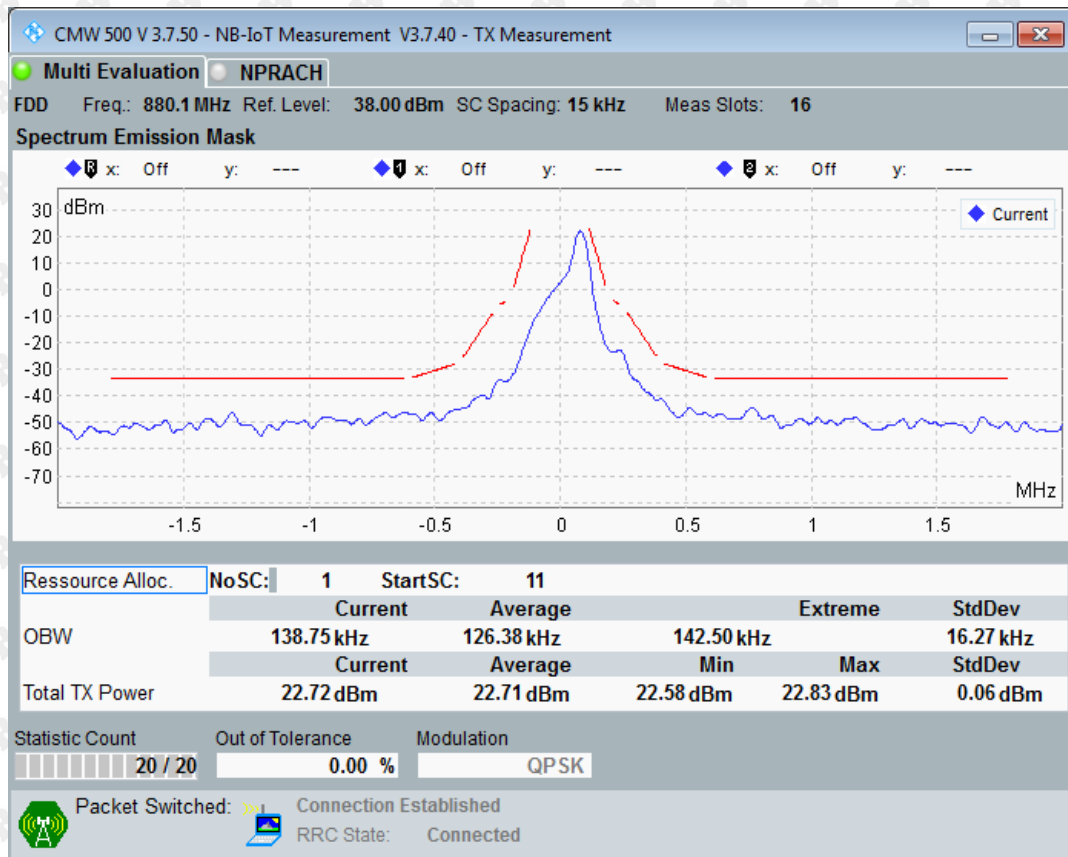 CMW 500 V 3.7.50 - NB-IoT Measurement V3.7.40 - TX Measurement
Multi Evaluation NPRACH
FDD Freq.: 880.1 MHz Ref. Level: 38.00 dBm SC Spacing: 15 kHz Meas Slots: 16
Spectrum Emission Mask
R x: Off y: --- 1 x: Off y: --- 2 x: Off y: ---
dBm
Current
30
20
10
0
-10
-20
-30
-40
-50
-60
-70
MHz
-1.5 -1 -0.5 0 0.5 1 1.5
Ressource Alloc. NoSC: 1 StartSC: 11
Current Average Extreme StdDev
OBW 138.75 kHz 126.38 kHz 142.50 kHz 16.27 kHz
Current Average Min Max StdDev
Total TX Power 22.72 dBm 22.71 dBm 22.58 dBm 22.83 dBm 0.06 dBm
Statistic Count Out of Tolerance Modulation
20 / 20 0.00 % QPSK
Packet Switched: Connection Established
RRC State: Connected